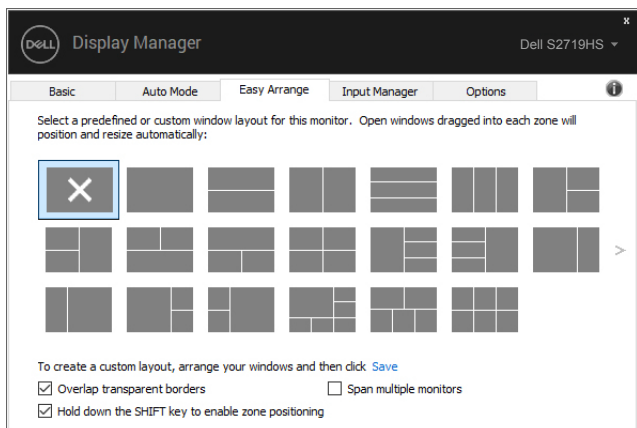 x
DELL Display Manager Dell S2719HS
Basic Auto Mode Easy Arrange Input Manager Options i
Select a predefined or custom window layout for this monitor. Open windows dragged into each zone will
position and resize automatically:
>
To create a custom layout, arrange your windows and then click Save
Overlap transparent borders Span multiple monitors
Hold down the SHIFT key to enable zone positioning